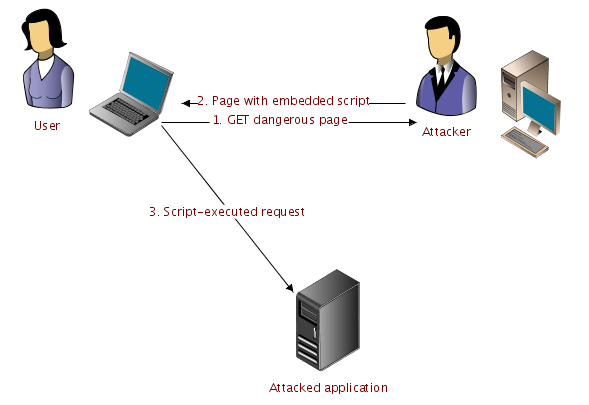 2. Page with embedded script
1. GET dangerous page
User
Attacker
3. Script-executed request
Attacked application